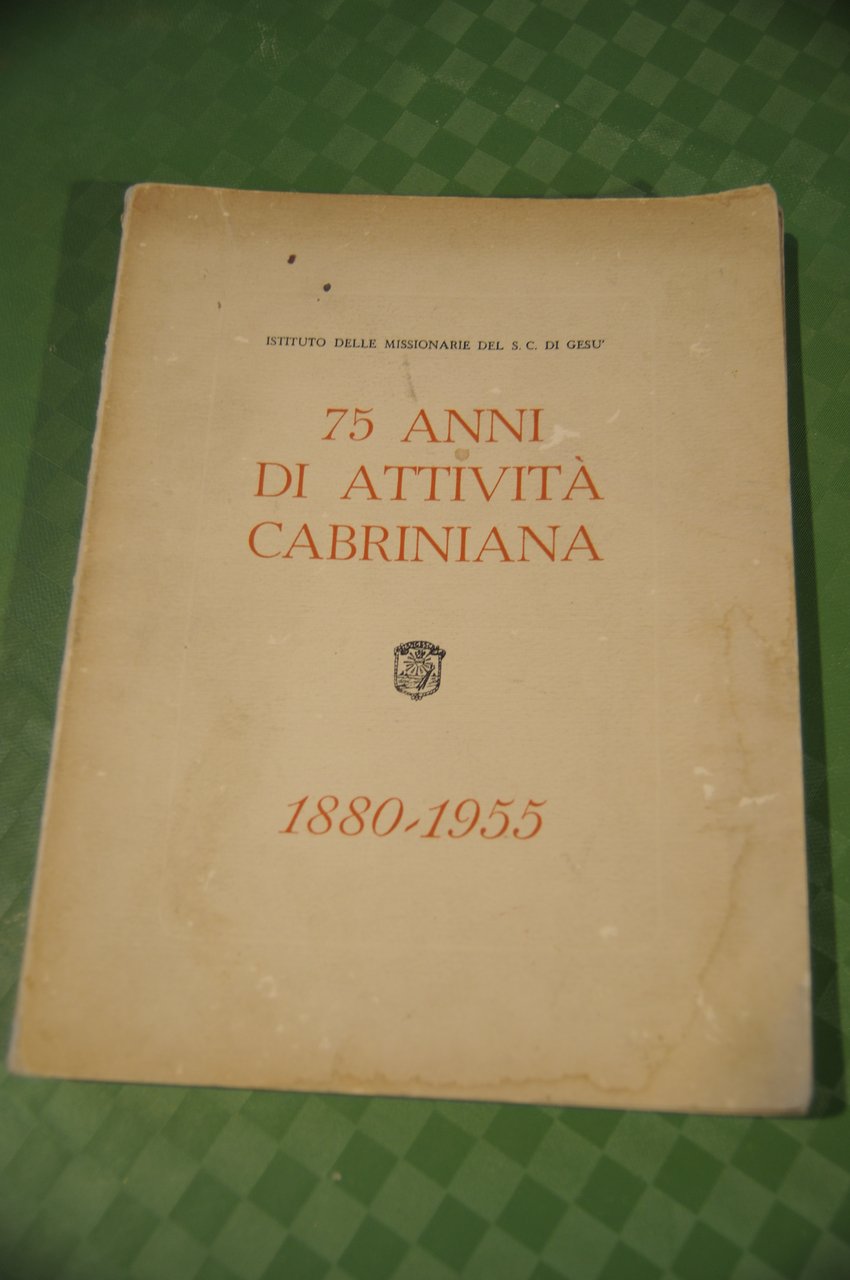 ISTITUTO DELLE MISSIONARIE DEL S. C. DI GESU'
75 ANNI
DI ATTIVITÀ
CABRINIANA
1880-1955